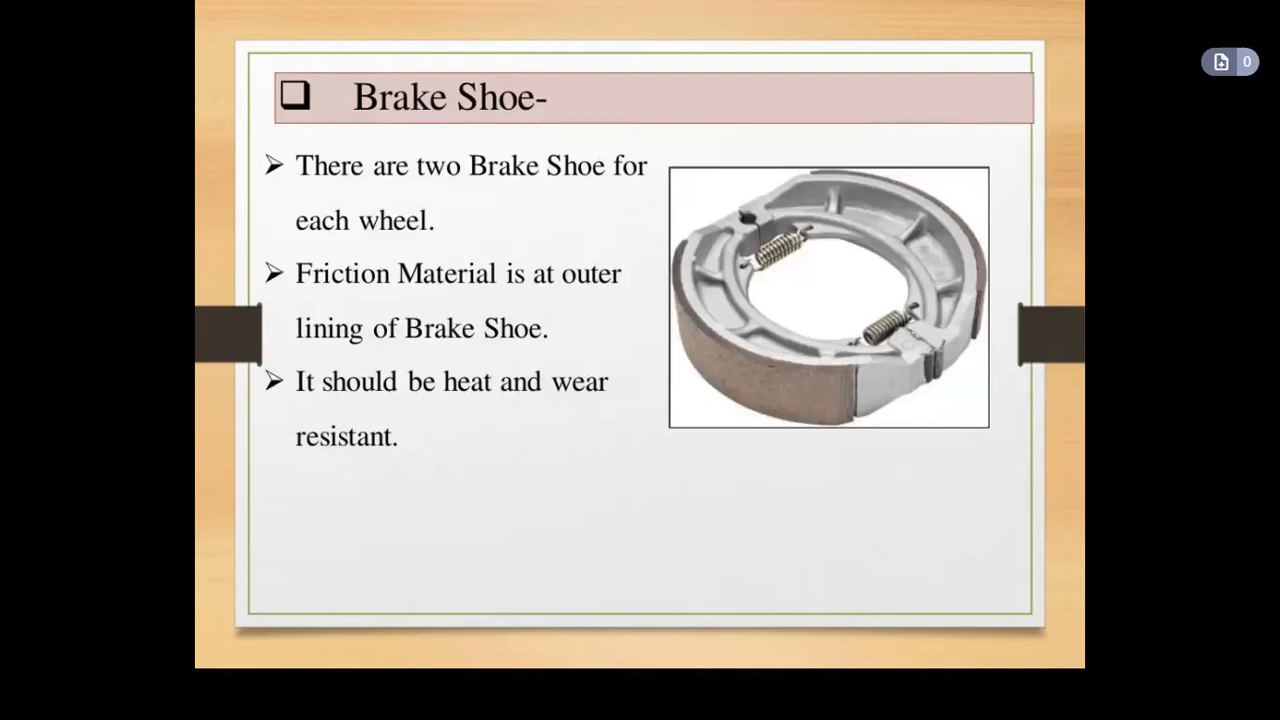 Brake Shoe-
There are two Brake Shoe for
each wheel.
Friction Material is at outer
lining of Brake Shoe.
It should be heat and wear
resistant.
0